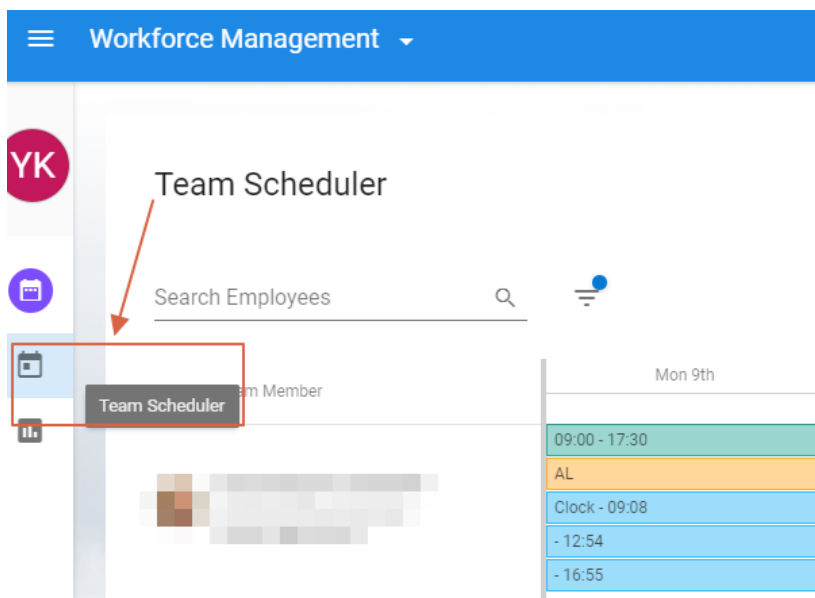 Workforce Management
YK
Team Scheduler
Search Employees
Mon 9th
Team Scheduler
Member
09:00 - 17:30
AL
Clock - 09:08
- 12:54
- 16:55